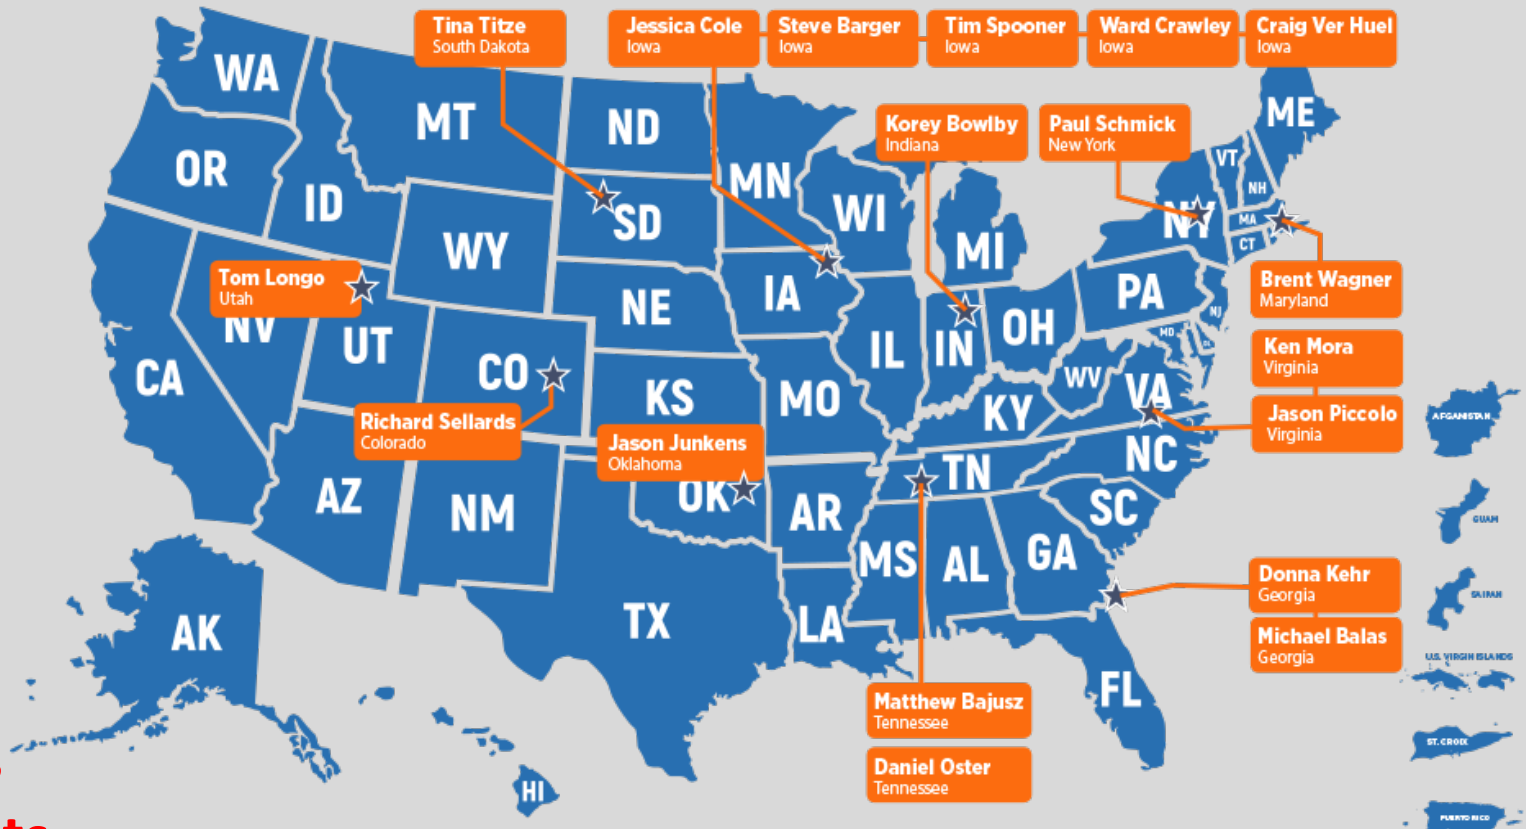 Tina Titze
South Dakota
Jessica Cole
Iowa
Steve Barger
Iowa
Tim Spooner
Iowa
Ward Crawley
Iowa
Craig Ver Huel
Iowa
Korey Bowlby
Indiana
Paul Schmick
New York
Tom Longo
Utah
Brent Wagner
Maryland
Ken Mora
Virginia
Jason Piccolo
Virginia
Richard Sellards
Colorado
Jason Junkens
Oklahoma
Donna Kehr
Georgia
Michael Balas
Georgia
Matthew Bajusz
Tennessee
Daniel Oster
Tennessee
WA
MT
ND
MN
ME
OR
ID
SD
WI
VT
NH
NY
MA
CT
WY
MI
IA
PA
NJ
NV
NE
OH
MD
UT
CO
IL
IN
CA
KS
MO
WV
VA
KY
NC
TN
AZ
NM
OK
AR
SC
MS
AL
GA
TX
LA
FL
AK
HI
AFGANISTAN
GUAM
SAIPAN
U.S. VIRGIN ISLANDS
ST. CROIX
PUERTO RICO